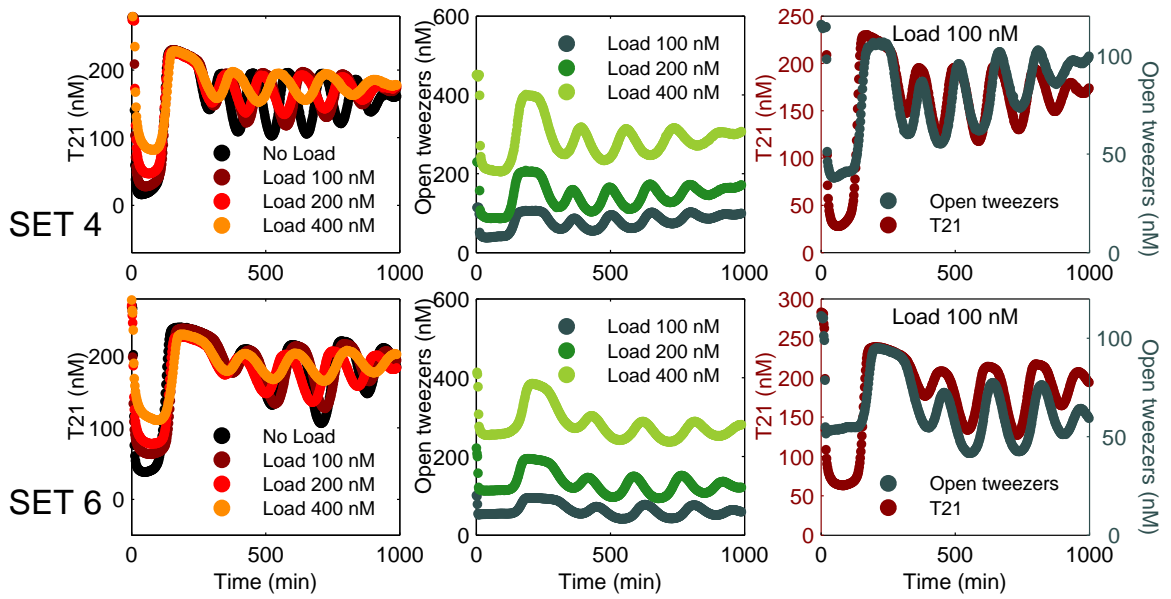 SET 4
T21 (nM)
200
100
0
No Load
Load 100 nM
Load 200 nM
Load 400 nM
0
500
1000
Open tweezers (nM)
600
400
200
0
Load 100 nM
Load 200 nM
Load 400 nM
0
500
1000
T21 (nM)
250
200
150
100
50
0
Load 100 nM
Open tweezers
T21
0
500
1000
100
50
0
Open tweezers (nM)
SET 6
T21 (nM)
200
100
0
No Load
Load 100 nM
Load 200 nM
Load 400 nM
0
500
1000
Time (min)
Open tweezers (nM)
600
400
200
0
Load 100 nM
Load 200 nM
Load 400 nM
0
500
1000
Time (min)
T21 (nM)
300
250
200
150
100
50
0
Load 100 nM
Open tweezers
T21
0
500
1000
Time (min)
100
50
0
Open tweezers (nM)